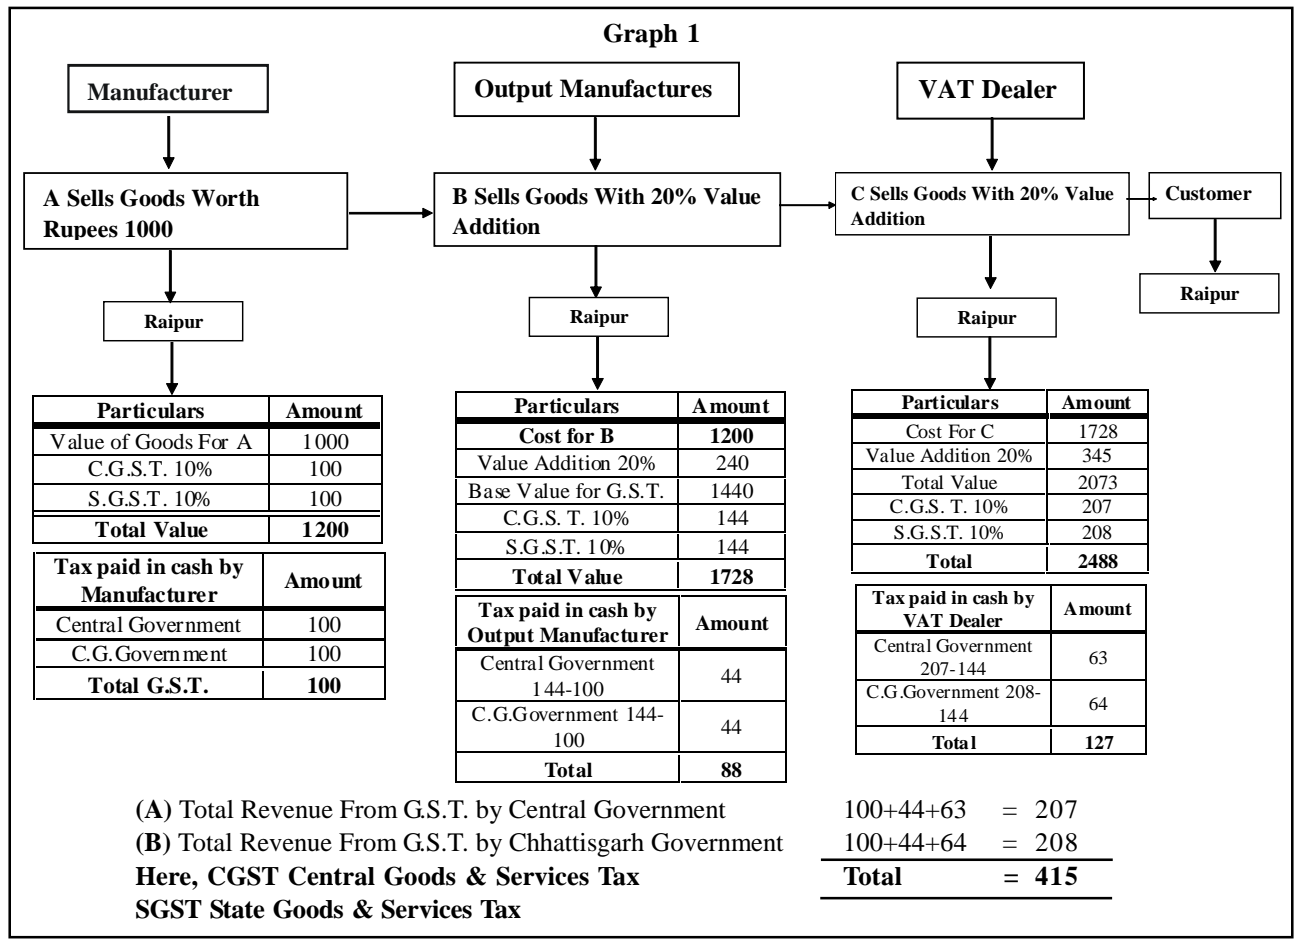 Graph 1
Manufacturer
Output Manufactures
VAT Dealer
A Sells Goods Worth
Rupees 1000
B Sells Goods With 20% Value
Addition
C Sells Goods With 20% Value
Addition
Customer
Raipur
Raipur
Raipur
Raipur
Particulars Amount
Value of Goods For A 1000
C.G.S.T. 10% 100
S.G.S.T. 10% 100
Total Value 1200
Tax paid in cash by
Manufacturer Amount
Central Government 100
C.G.Government 100
Total G.S.T. 100
Particulars Amount
Cost for B 1200
Value Addition 20% 240
Base Value for G.S.T. 1440
C.G.S. T. 10% 144
S.G.S.T. 10% 144
Total Value 1728
Tax paid in cash by
Output Manufacturer Amount
Central Government
144-100 44
C.G.Government 144-
100 44
Total 88
Particulars Amount
Cost For C 1728
Value Addition 20% 345
Total Value 2073
C.G.S. T. 10% 207
S.G.S.T. 10% 208
Total 2488
Tax paid in cash by
VAT Dealer Amount
Central Government
207-144 63
C.G.Government 208-
144 64
Total 127
(A) Total Revenue From G.S.T. by Central Government 100+44+63 = 207
(B) Total Revenue From G.S.T. by Chhattisgarh Government 100+44+64 = 208
Here, CGST Central Goods & Services Tax Total = 415
SGST State Goods & Services Tax